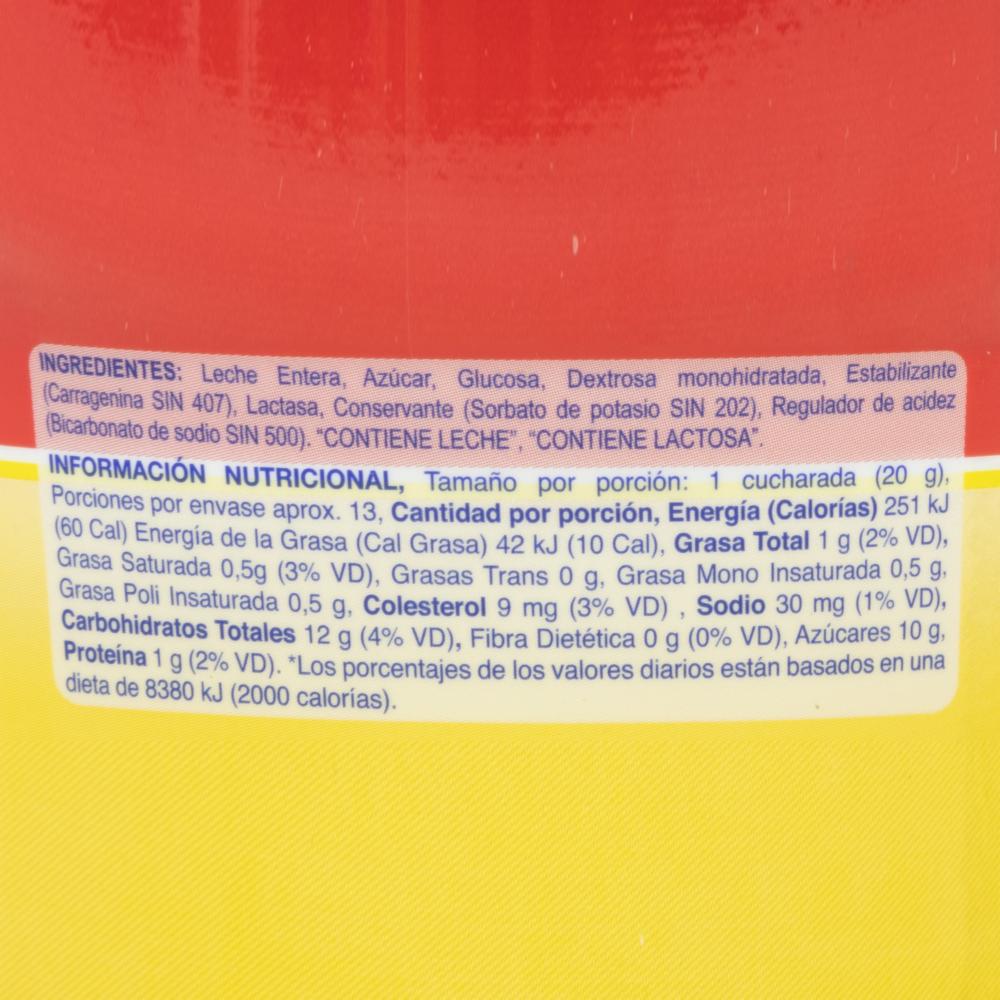 INGREDIENTES: Leche Entera, Azúcar, Glucosa, Dextrosa monohidratada, Estabilizante
(Carragenina SIN 407), Lactasa, Conservante (Sorbato de potasio SIN 202), Regulador de acidez
(Bicarbonato de sodio SIN 500). "CONTIENE LECHE", "CONTIENE LACTOSA".
INFORMACIÓN NUTRICIONAL, Tamaño por porción: 1 cucharada (20 g),
Porciones por envase aprox. 13, Cantidad por porción, Energía (Calorías) 251 kJ
(60 Cal) Energía de la Grasa (Cal Grasa) 42 kJ (10 Cal), Grasa Total 1 g (2% VD),
Grasa Saturada 0,5g (3% VD), Grasas Trans 0 g, Grasa Mono Insaturada 0,5 g,
Grasa Poli Insaturada 0,5 g, Colesterol 9 mg (3% VD) , Sodio 30 mg (1% VD),
Carbohidratos Totales 12 g (4% VD), Fibra Dietética 0 g (0% VD), Azúcares 10 g,
Proteína 1 g (2% VD). *Los porcentajes de los valores diarios están basados en una
dieta de 8380 kJ (2000 calorías).